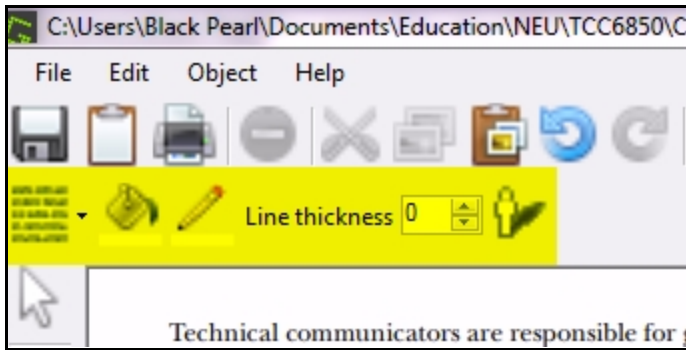 C:\Users\Black Pearl\Documents\Education\NEU\TCC6850\C
File Edit Object Help
Line thickness 0
Technical communicators are responsible for